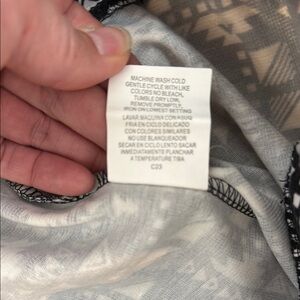 MACHINE WASH COLD
GENTLE CYCLE WITH LIKE
COLORS NO BLEACH,
TUMBLE DRY LOW,
REMOVE PROMPTLY,
IRON ON LOWEST SETTING
LAVAR MAQUINA CON AGUA
FRIA EN CICLO DELICADO
CON COLORES SIMILARES
NO USE BLANQUEADOR
SECAR EN CICLO LENTO SACAR
INMEDIATAMENTE PLANCHAR
A TEMPERATURE TIBIA
C03